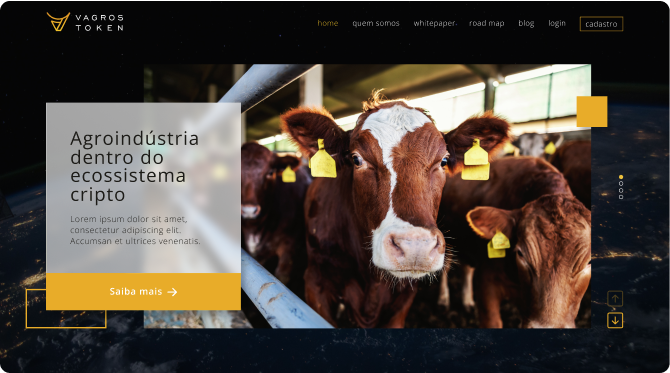 VAGROS
TOKEN
home quem somos whitepaper. road map blog login cadastro
Agroindústria
dentro do
ecossistema
cripto
Lorem ipsum dolor sit amet,
consectetur adipiscing elit.
Accumsan et ultrices venenatis.
Saiba mais